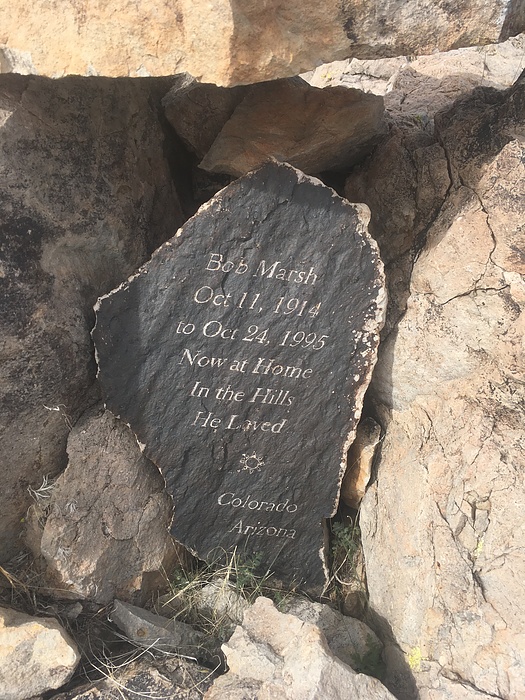 Bob Marsh
Oct 11, 1914
to Oct 24, 1995
Now at Home
In the Hills
He Loved
Colorado
Arizona